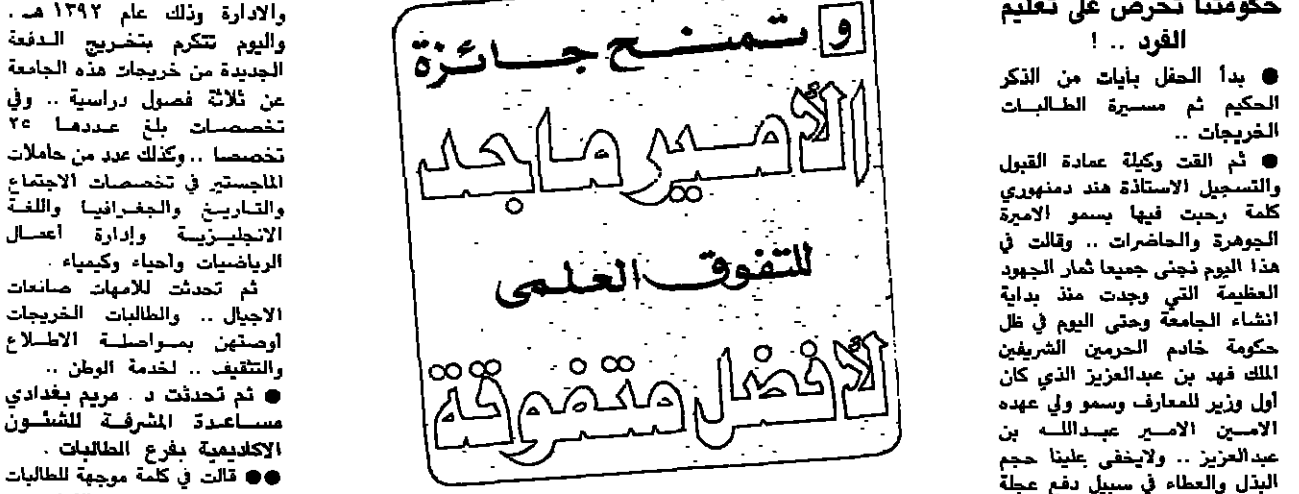 حكومتنا تحرص على تعليم
الفرد .. !
● بدأ الحفل بآيات من الذكر
الحكيم ثم مسيرة الطالبات
الخريجات ..
● ثم القت وكيلة عمادة القبول
والتسجيل الاستاذة هند دمنهوري
كلمة رحبت فيها بسمو الاميرة
الجوهرة والحاضرات .. وقالت في
هذا اليوم نجنى جميعا ثمار الجهود
العظيمة التي وجدت منذ بداية
انشاء الجامعة وحتى اليوم في ظل
حكومة خادم الحرمين الشريفين
الملك فهد بن عبدالعزيز الذي كان
أول وزير للمعارف وسمو ولي عهده
الامين الامير عبدالله بن
عبدالعزيز .. ولايخفى علينا حجم
البذل والعطاء في سبيل دفع عجلة
وتمنح جائزة
الأمير ماجد
للتفوق العلمى
لأفضل متفوقة
والادارة وذلك عام ١٣٩٢ هـ .
واليوم تتكرم بتخريج الدفعة
الجديدة من خريجات هذه الجامعة
عن ثلاثة فصول دراسية .. وفي
تخصصات بلغ عددها ٢٥
تخصصا .. وكذلك عدد من حاملات
الماجستير في تخصصات الاجتماع
والتاريخ والجغرافيا واللغة
الانجليزية وإدارة أعمال
الرياضيات وأحياء وكيمياء .
ثم تحدثت للامهات صانعات
الاجيال .. والطالبات الخريجات
أوصتهن بمواصلة الاطلاع
والتثقيف .. لخدمة الوطن ..
● ثم تحدثت د . مريم بغدادي
مساعدة المشرفة للشئون
الاكاديمية بفرع الطالبات .
●● قالت في كلمة موجهة للطالبات